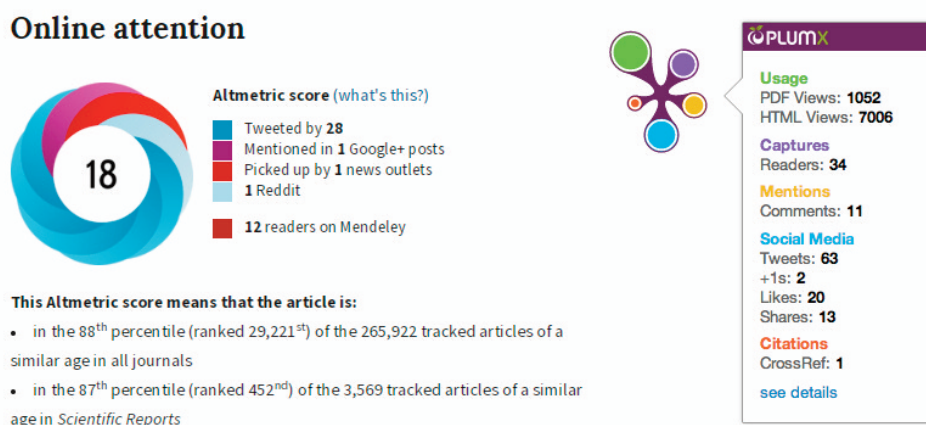 Online attention
18
Altmetric score (what's this?)
Tweeted by 28
Mentioned in 1 Google+ posts
Picked up by 1 news outlets
1 Reddit
12 readers on Mendeley
This Altmetric score means that the article is:
• in the 88th percentile (ranked 29,221st) of the 265,922 tracked articles of a
similar age in all journals
• in the 87th percentile (ranked 452nd) of the 3,569 tracked articles of a similar
age in Scientific Reports
PLUMX
Usage
PDF Views: 1052
HTML Views: 7006
Captures
Readers: 34
Mentions
Comments: 11
Social Media
Tweets: 63
+1s: 2
Likes: 20
Shares: 13
Citations
CrossRef: 1
see details